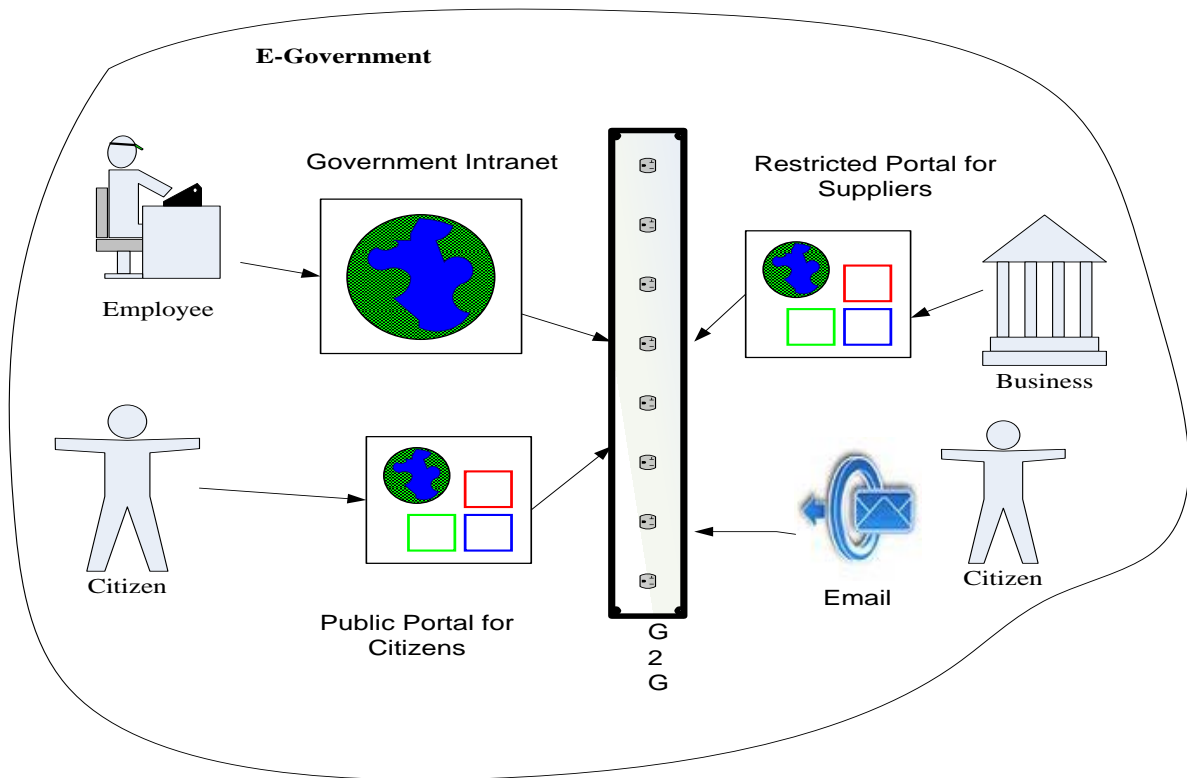 E-Government
Government Intranet
Restricted Portal for
Suppliers
Employee
Business
Citizen
Public Portal for
Citizens
Email
Citizen
G
2
G